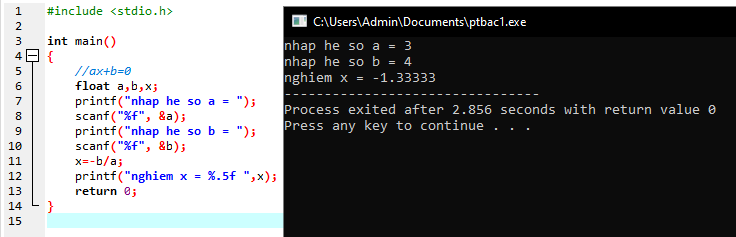 1 #include <stdio.h>
2
3 int main()
4 {
5 //ax+b=0
6 float a,b,x;
7 printf("nhap he so a = ");
8 scanf("%f", &a);
9 printf("nhap he so b = ");
10 scanf("%f", &b);
11 x=-b/a;
12 printf("nghiem x = %.5f ",x);
13 return 0;
14 }
15
C:\Users\Admin\Documents\ptbac1.exe
nhap he so a = 3
nhap he so b = 4
nghiem x = -1.33333
--------------------------------
Process exited after 2.856 seconds with return value 0
Press any key to continue . . .